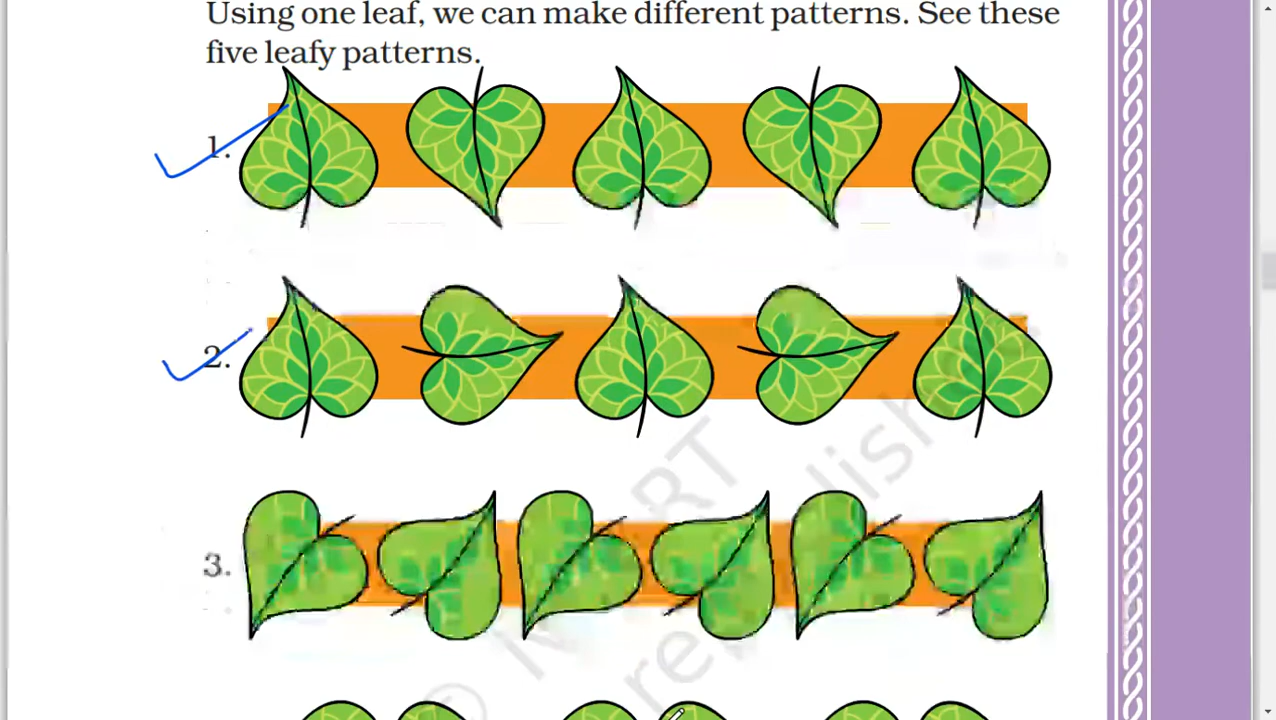 Using one leaf, we can make different patterns. See these
five leafy patterns.
1.
2.
3.